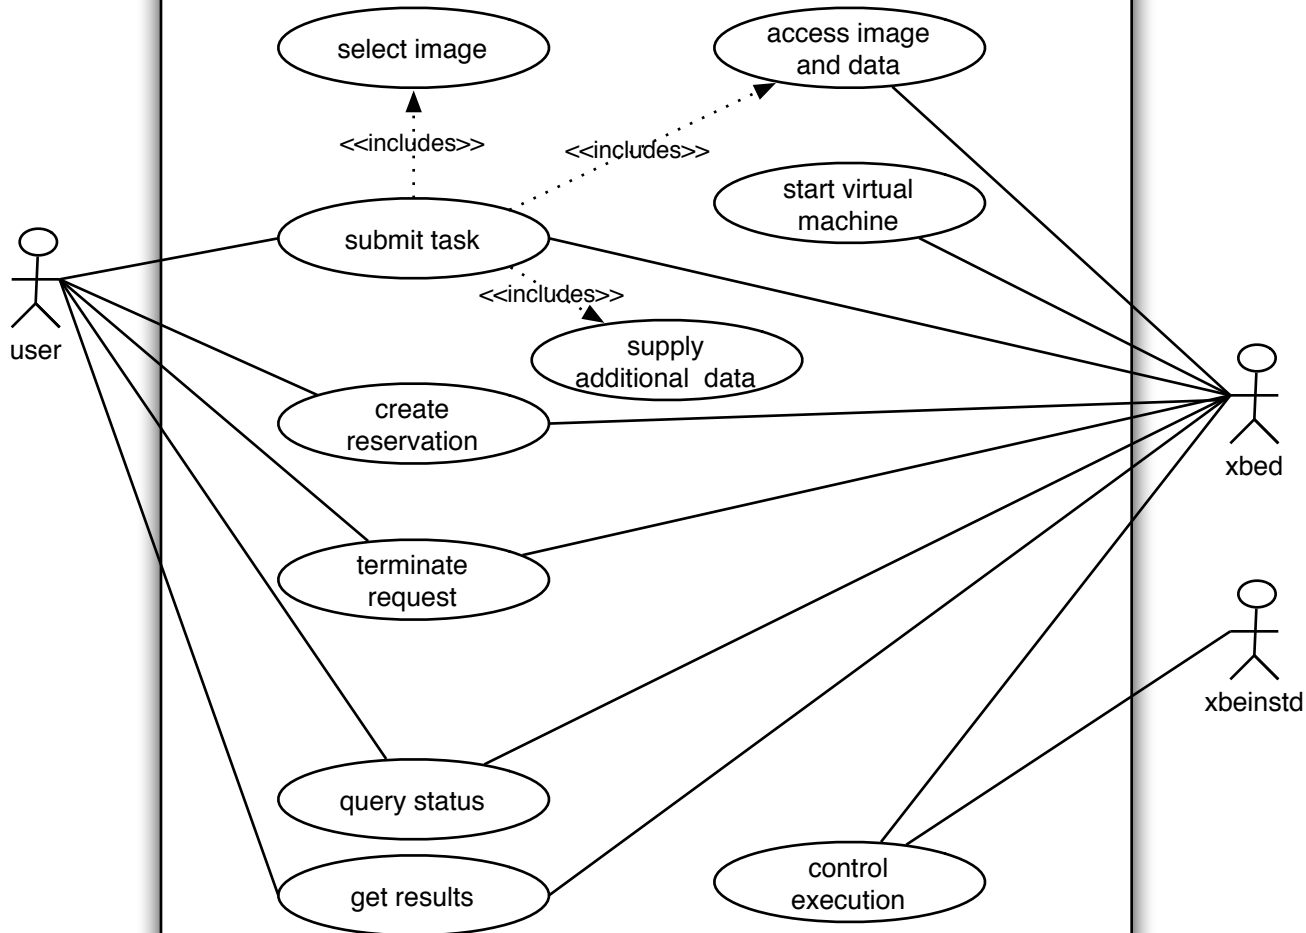 select image
access image
and data
<<includes>>
<<includes>>
start virtual
machine
submit task
<<includes>>
user
supply
additional  data
create
reservation
xbed
terminate
request
xbeinstd
query status
control
execution
get results